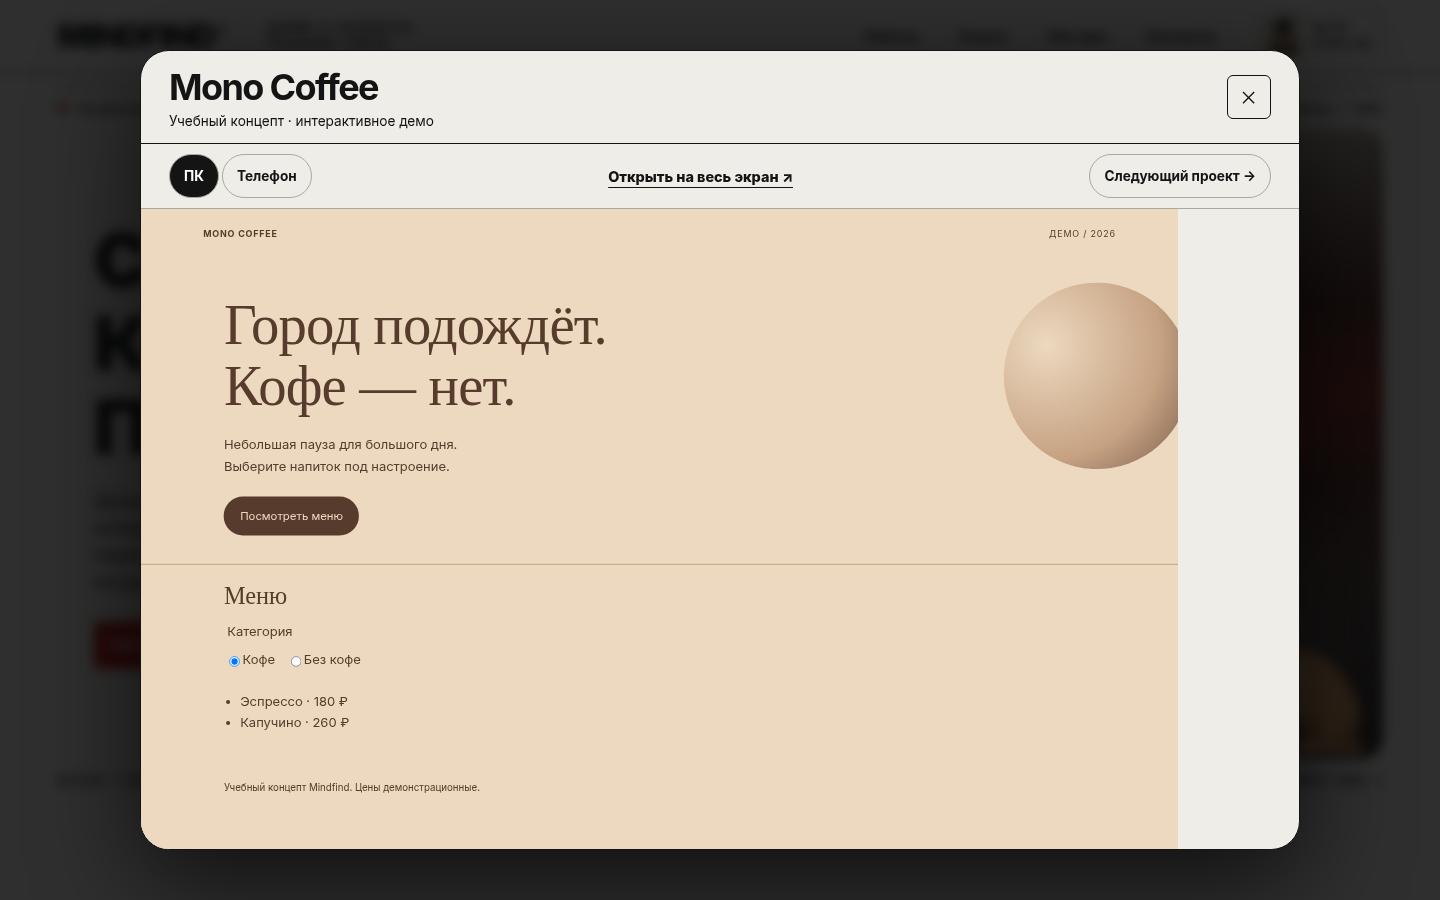 Mono Coffee
Учебный концепт · интерактивное демо
ПК
Телефон
Открыть на весь экран ↗
Следующий проект →
MONO COFFEE
ДЕМО / 2026
Город подождёт.
Кофе — нет.
Небольшая пауза для большого дня.
Выберите напиток под настроение.
Посмотреть меню
Меню
Категория
Кофе
Без кофе
• Эспрессо · 180 ₽
• Капучино · 260 ₽
Учебный концепт Mindfind. Цены демонстрационные.